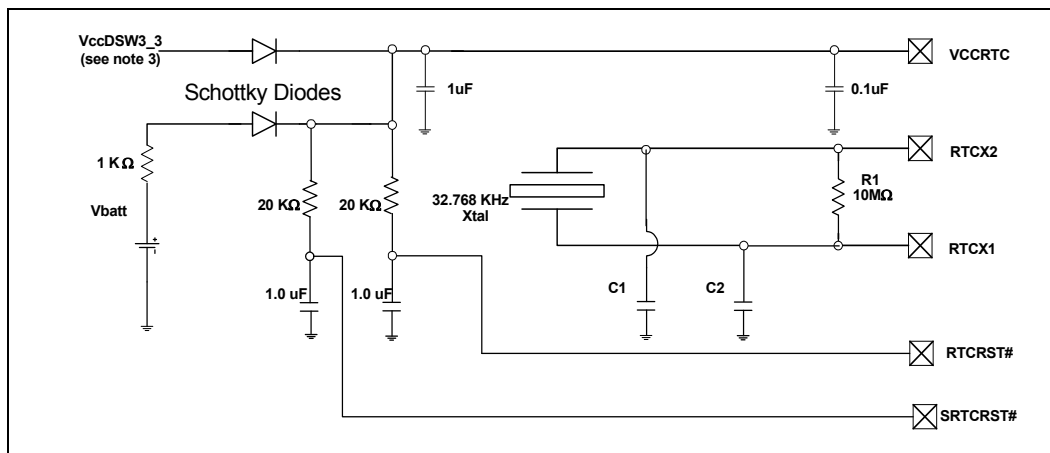 VccDSW3_3
(see note 3)
VCCRTC
1uF
0.1uF
Schottky Diodes
RTCX2
1 KΩ
R1
10MΩ
20 KΩ
20 KΩ
32.768 KHz
Xtal
Vbatt
+
-
RTCX1
1.0 uF
1.0 uF
C1
C2
RTCRST#
SRTCRST#